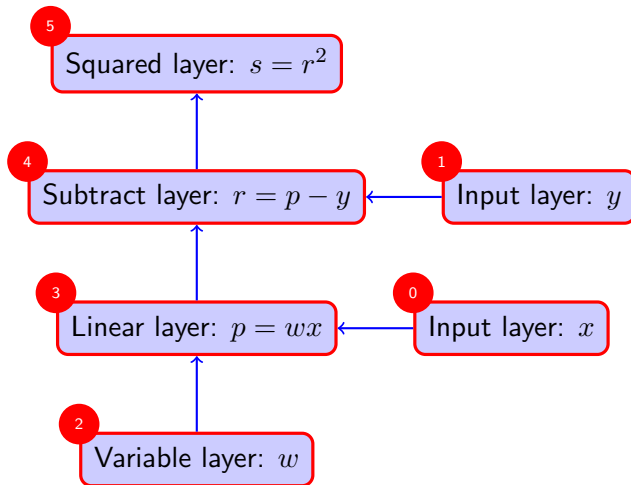 5
Squared layer: s = r²
4
Subtract layer: r = p − y
1
Input layer: y
3
Linear layer: p = wx
0
Input layer: x
2
Variable layer: w